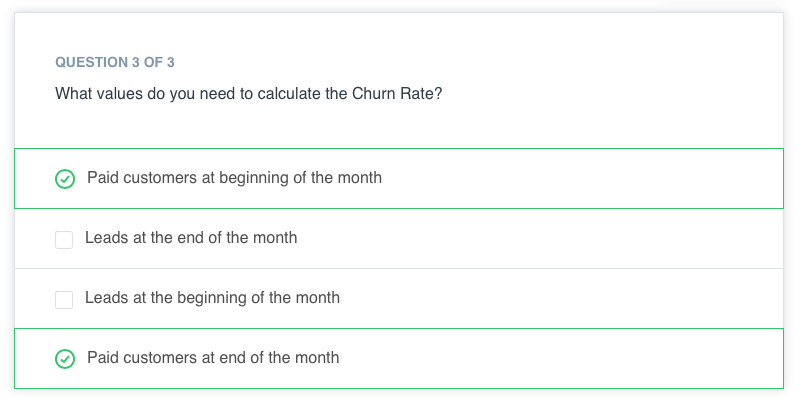 QUESTION 3 OF 3
What values do you need to calculate the Churn Rate?
Paid customers at beginning of the month
Leads at the end of the month
Leads at the beginning of the month
Paid customers at end of the month